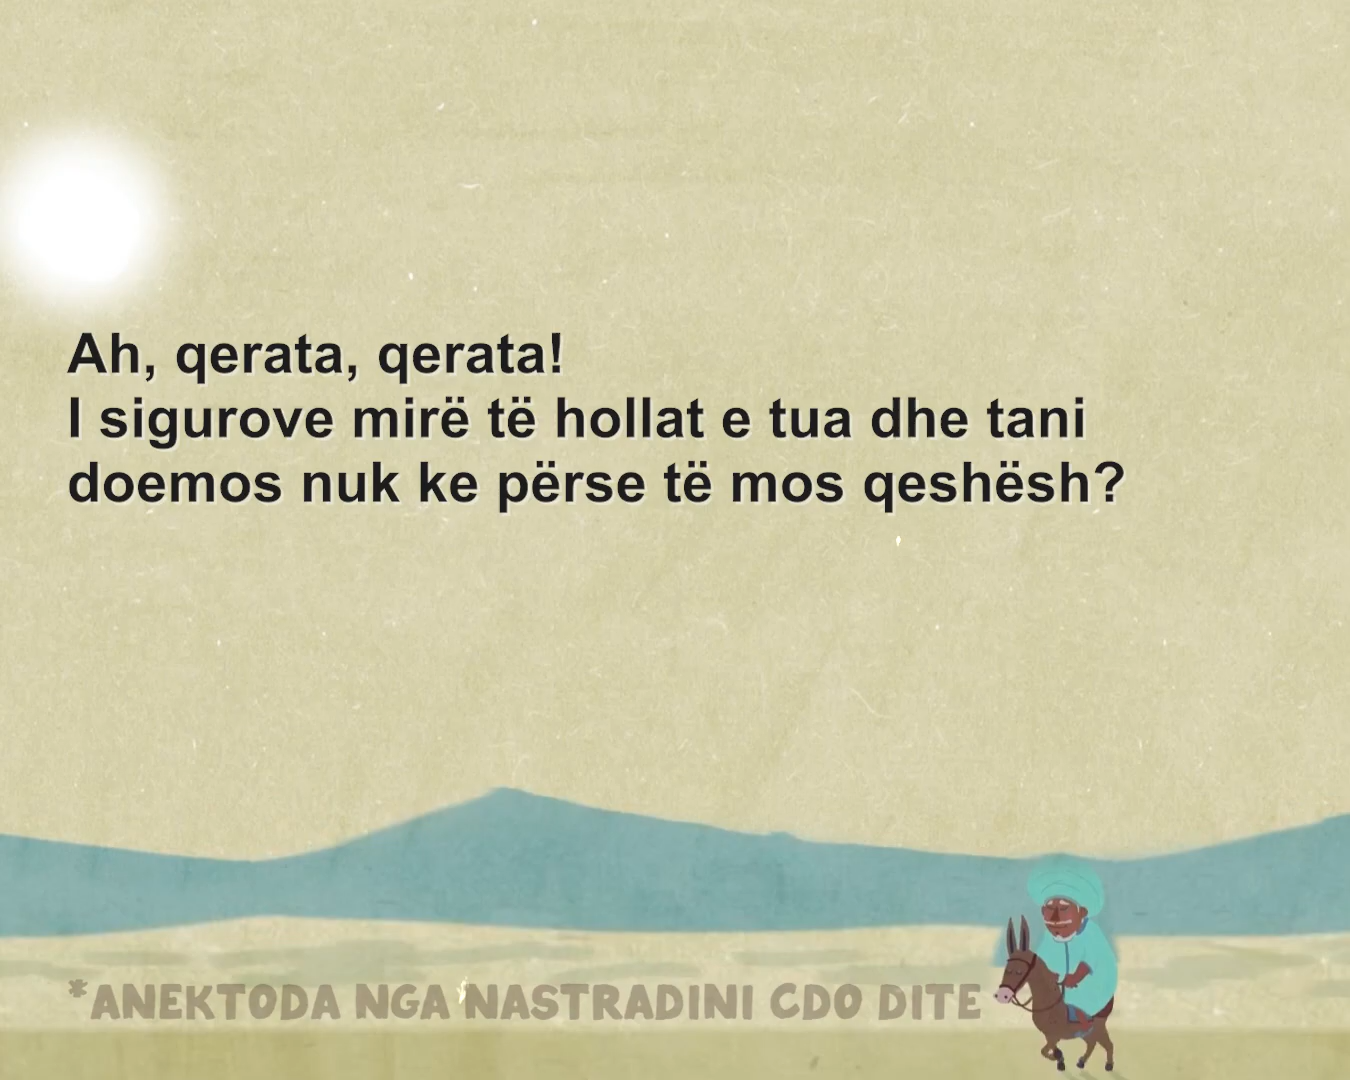 Ah, qerata, qerata!
I sigurove mirë të hollat e tua dhe tani
doemos nuk ke përse të mos qeshësh?
*ANEKTODA NGA NASTRADINI CDO DITE